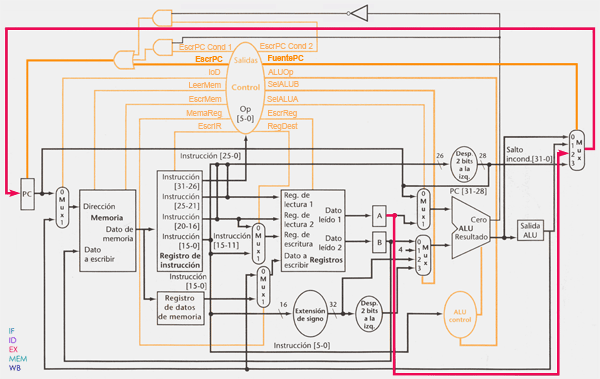 EscrPC Cond 1
EscrPC Cond 2
EscrPC
Salidas
FuentePC
IoD
ALUOp
LeerMem
Control
SelALUB
EscrMem
SelALUA
MemaReg
Op
EscrReg
EscrIR
[5-0]
RegDest
Instrucción [25-0]
26
Desp.
2 bits
a la
izq.
28
Salto
incond.[31-0]
0
1
2
3
Mux
PC [31-28]
PC
0
Mux
1
Dirección
Memoria
Dato de
memoria
Dato
a escribir
Instrucción
[31-26]
Instrucción
[25-21]
Instrucción
[20-16]
Instrucción
[15-0]
Registro de
instrucción
Instrucción
[15-11]
0
Mux
1
Reg. de
lectura 1
Reg. de
lectura 2
Reg. de
escritura
Dato a
escribir
Dato
leído 1
Dato
leído 2
Registros
A
B
0
Mux
1
4
0
Mux
1
2
3
Cero
ALU
Resultado
Salida
ALU
Instrucción
[15-0]
Registro
de datos
de memoria
0
Mux
1
16
Extensión
de signo
32
Desp.
2 bits
a la
izq.
ALU
control
Instrucción [5-0]
IF
ID
EX
MEM
WB